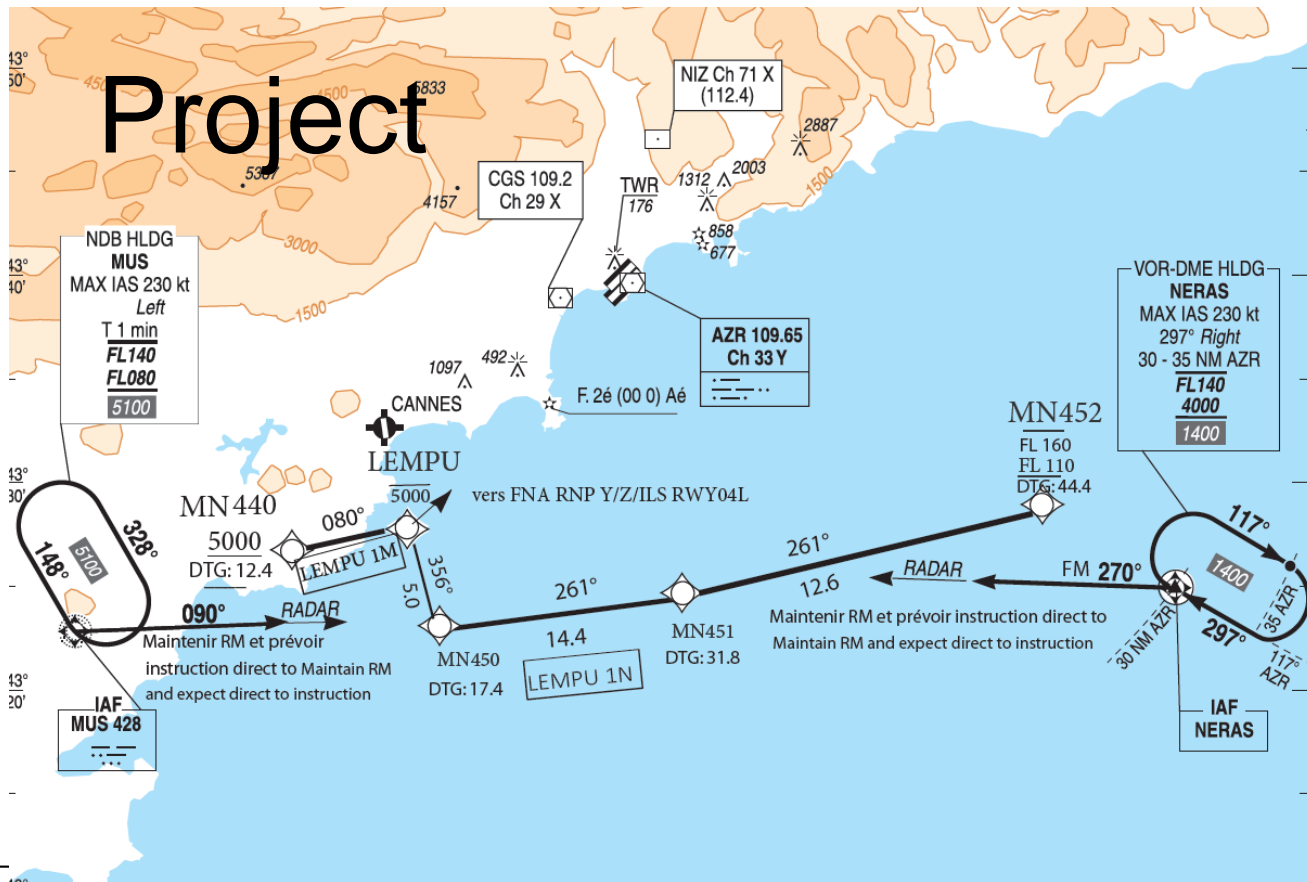 Project
43°
50'
4500
4500
5833
5367
4157
3000
1500
NIZ Ch 71 X
(112.4)
2887
2003
1312
1500
858
677
TWR
176
CGS 109.2
Ch 29 X
43°
40'
NDB HLDG
MUS
MAX IAS 230 kt
Left
T 1 min
FL140
FL080
5100
AZR 109.65
Ch 33 Y
VOR-DME HLDG
NERAS
MAX IAS 230 kt
297° Right
30 - 35 NM AZR
FL140
4000
1400
492
1097
CANNES
F. 2é (00 0) Aé
LEMPU
5000
vers FNA RNP Y/Z/ILS RWY04L
MN452
FL 160
FL 110
DTG: 44.4
43°
30'
MN440
5000
DTG: 12.4
080°
LEMPU 1M
356°
5.0
328°
148°
5100
090°
RADAR
Maintenir RM et prévoir
instruction direct to Maintain RM
and expect direct to instruction
261°
14.4
LEMPU 1N
MN450
DTG: 17.4
MN451
DTG: 31.8
261°
12.6
RADAR
FM 270°
Maintenir RM et prévoir instruction direct to
Maintain RM and expect direct to instruction
117°
1400
297°
35 AZR
30 NM AZR
117°
AZR
43°
20'
IAF
MUS 428
IAF
NERAS